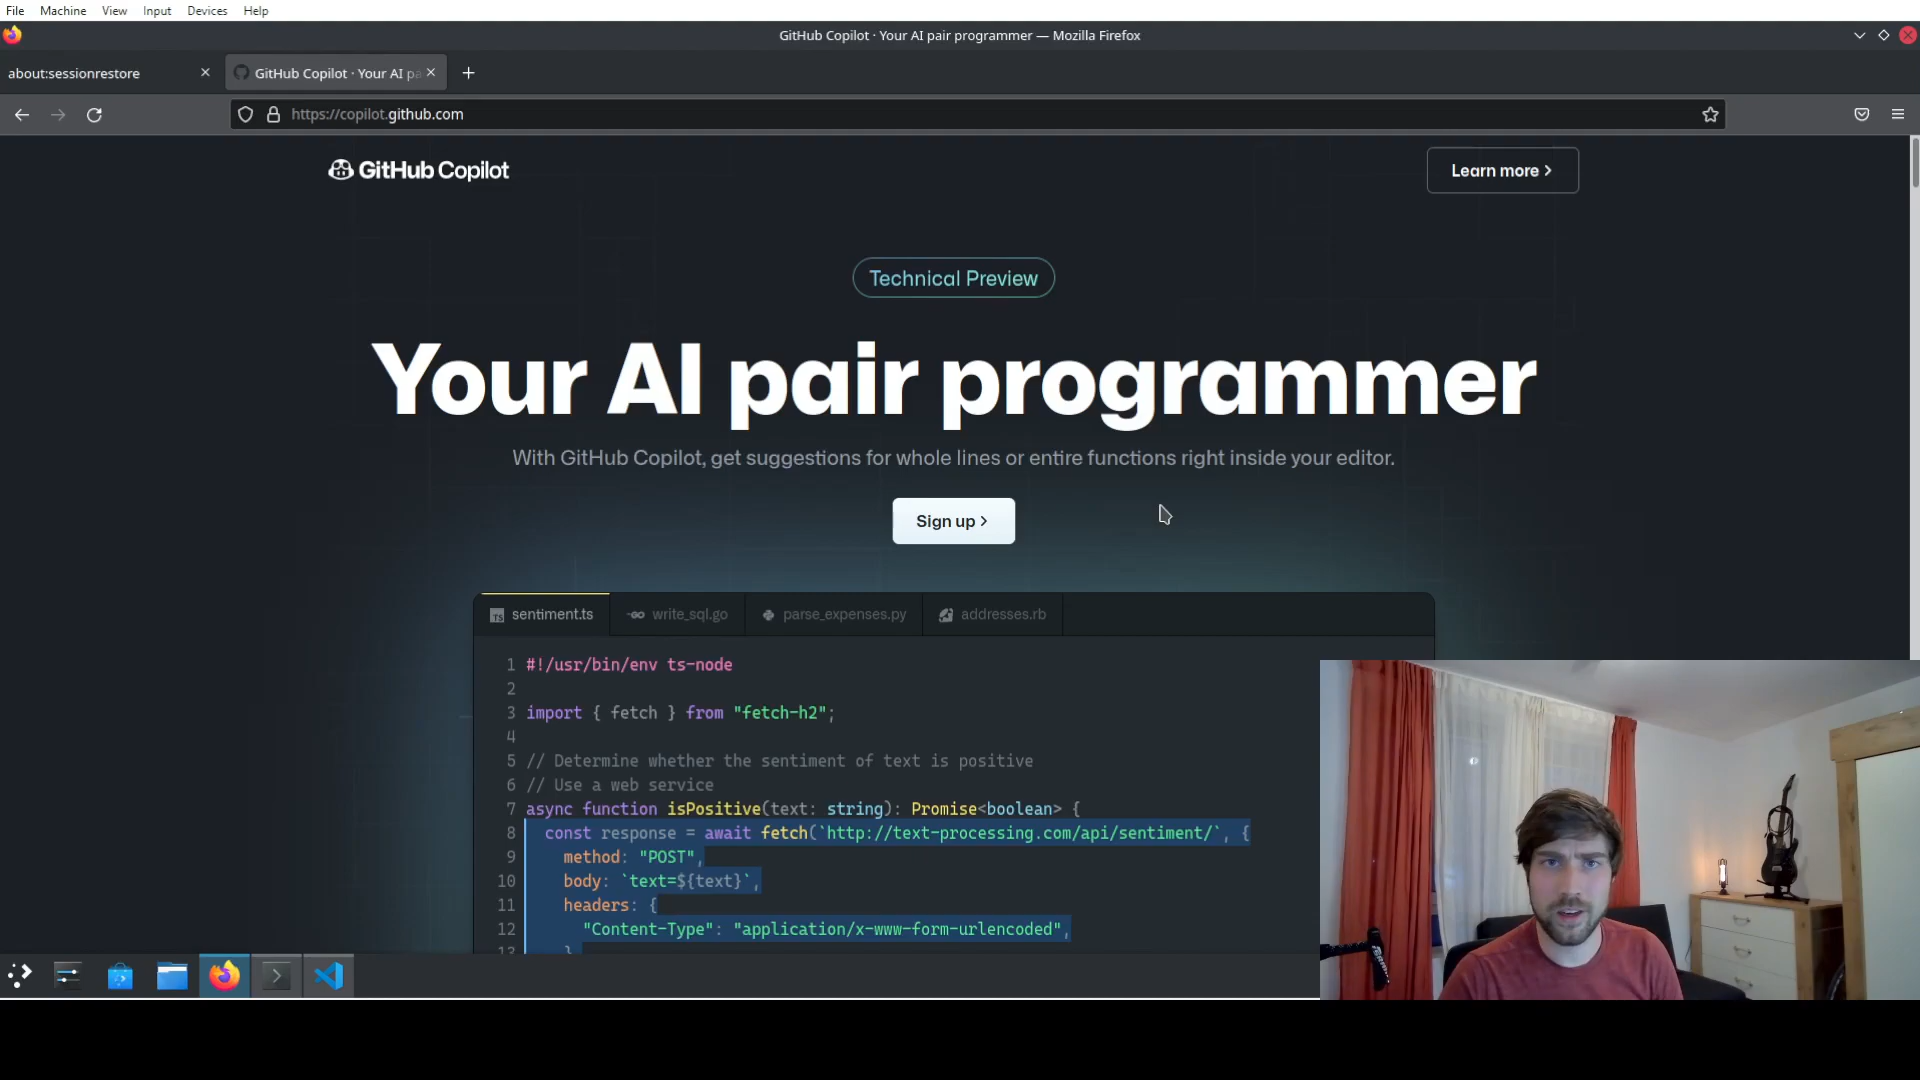 File Machine View Input Devices Help
GitHub Copilot · Your AI pair programmer — Mozilla Firefox
about:sessionrestore
GitHub Copilot · Your AI pa
https://copilot.github.com
GitHub Copilot
Learn more >
Technical Preview
Your AI pair programmer
With GitHub Copilot, get suggestions for whole lines or entire functions right inside your editor.
Sign up >
TS sentiment.ts
GO write_sql.go
parse_expenses.py
addresses.rb
1 #!/usr/bin/env ts-node
2
3 import { fetch } from "fetch-h2";
4
5 // Determine whether the sentiment of text is positive
6 // Use a web service
7 async function isPositive(text: string): Promise<boolean> {
8 const response = await fetch(`http://text-processing.com/api/sentiment/`, {
9 method: "POST",
10 body: `text=${text}`,
11 headers: {
12 "Content-Type": "application/x-www-form-urlencoded",
13 }